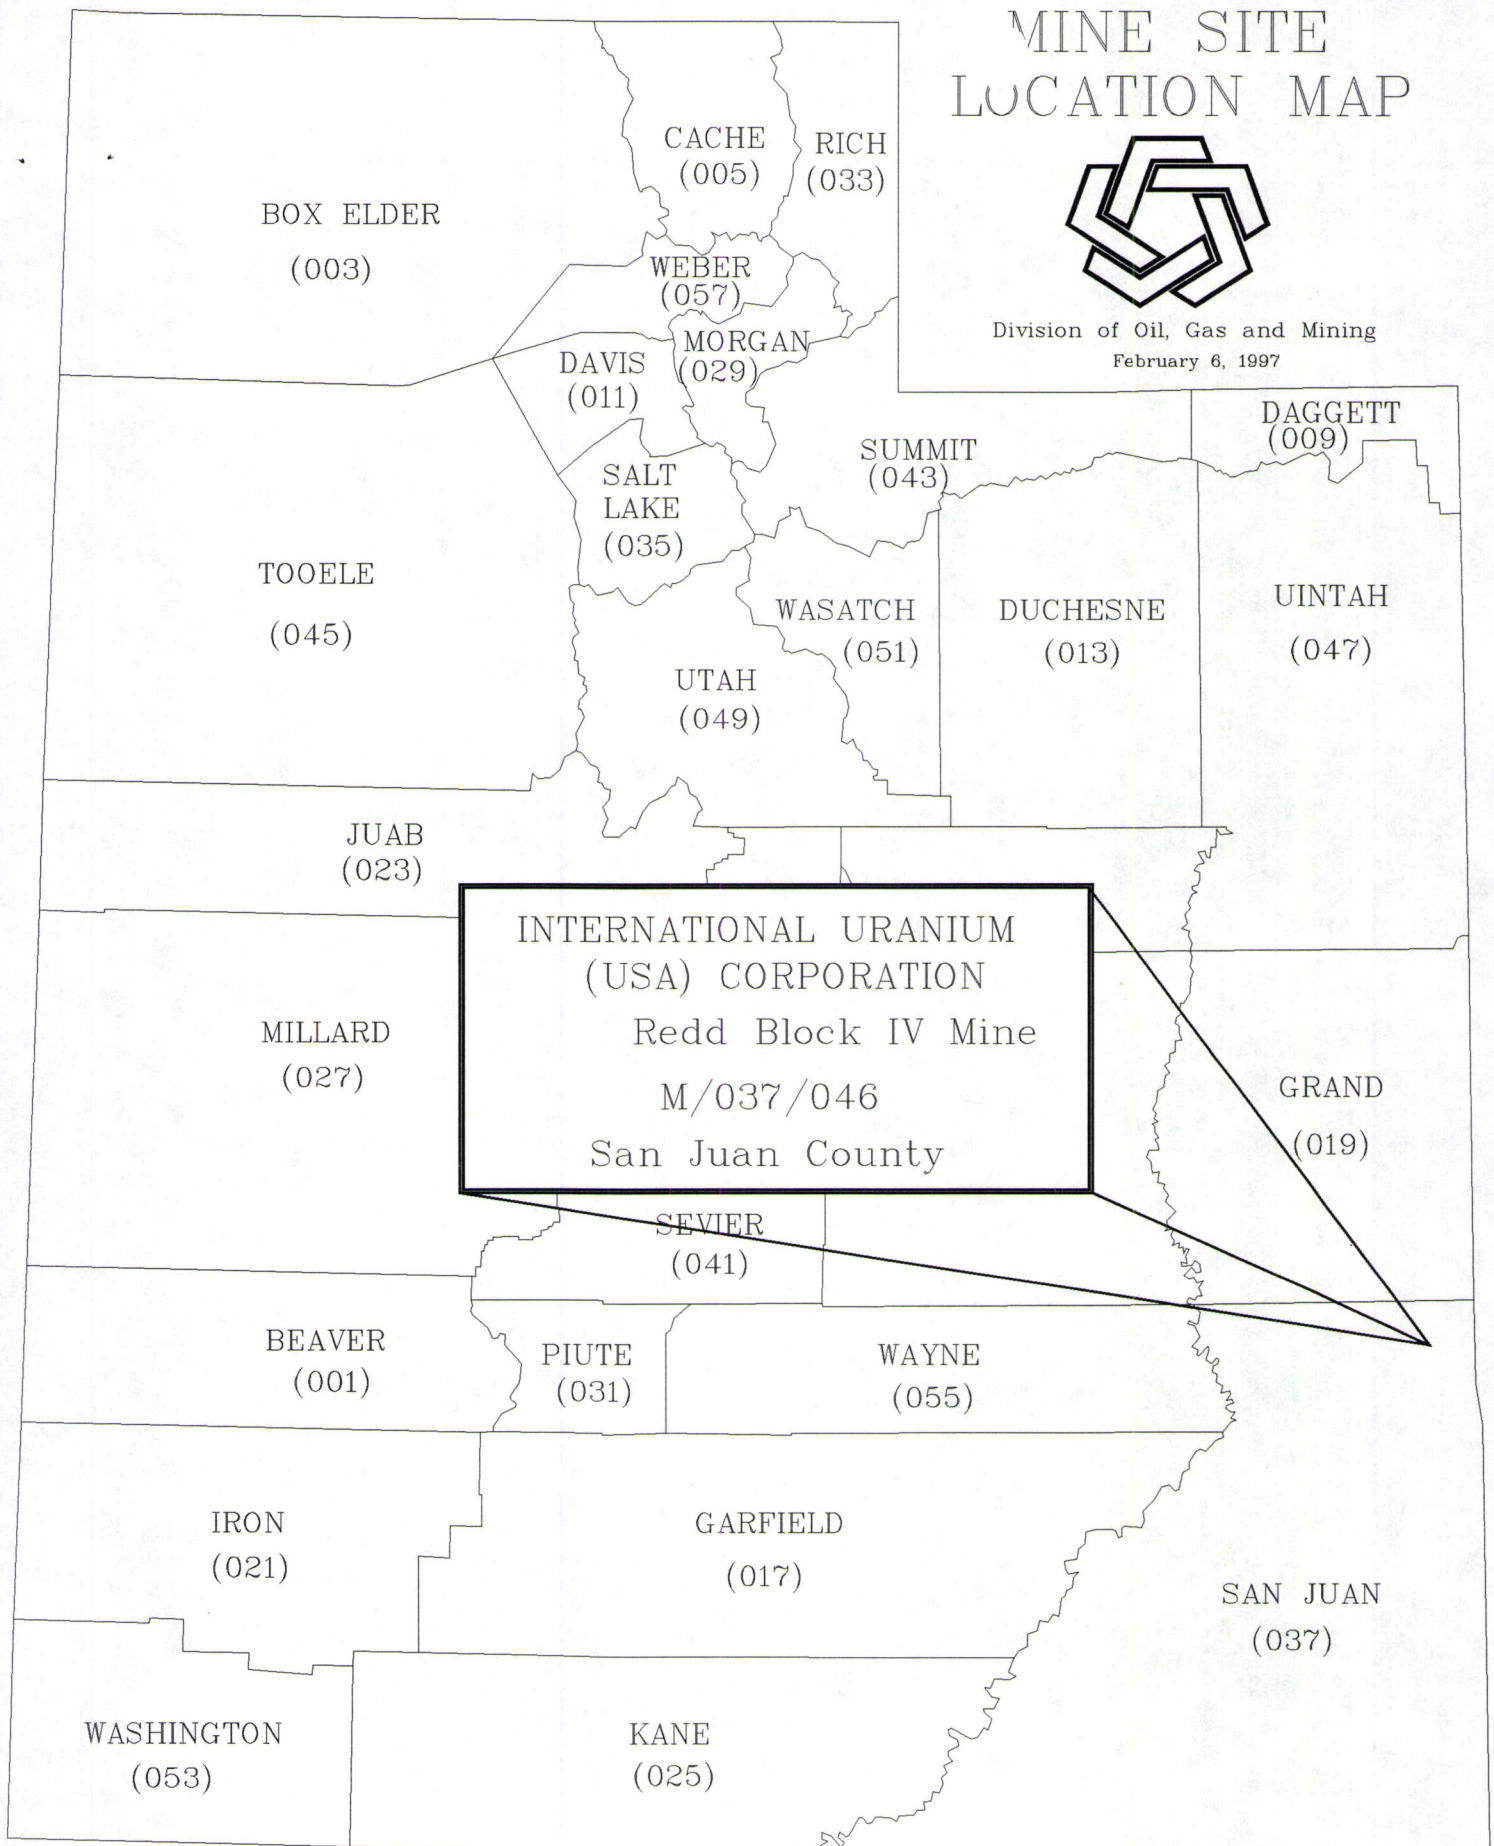 MINE SITE
LOCATION MAP
Division of Oil, Gas and Mining
February 6, 1997
CACHE
(005)
RICH
(033)
BOX ELDER
(003)
WEBER
(057)
MORGAN
(029)
DAVIS
(011)
DAGGETT
(009)
SUMMIT
(043)
SALT
LAKE
(035)
TOOELE
(045)
WASATCH
(051)
DUCHESNE
(013)
UINTAH
(047)
UTAH
(049)
JUAB
(023)
INTERNATIONAL URANIUM
(USA) CORPORATION
Redd Block IV Mine
M/037/046
San Juan County
MILLARD
(027)
GRAND
(019)
SEVIER
(041)
BEAVER
(001)
PIUTE
(031)
WAYNE
(055)
IRON
(021)
GARFIELD
(017)
SAN JUAN
(037)
WASHINGTON
(053)
KANE
(025)